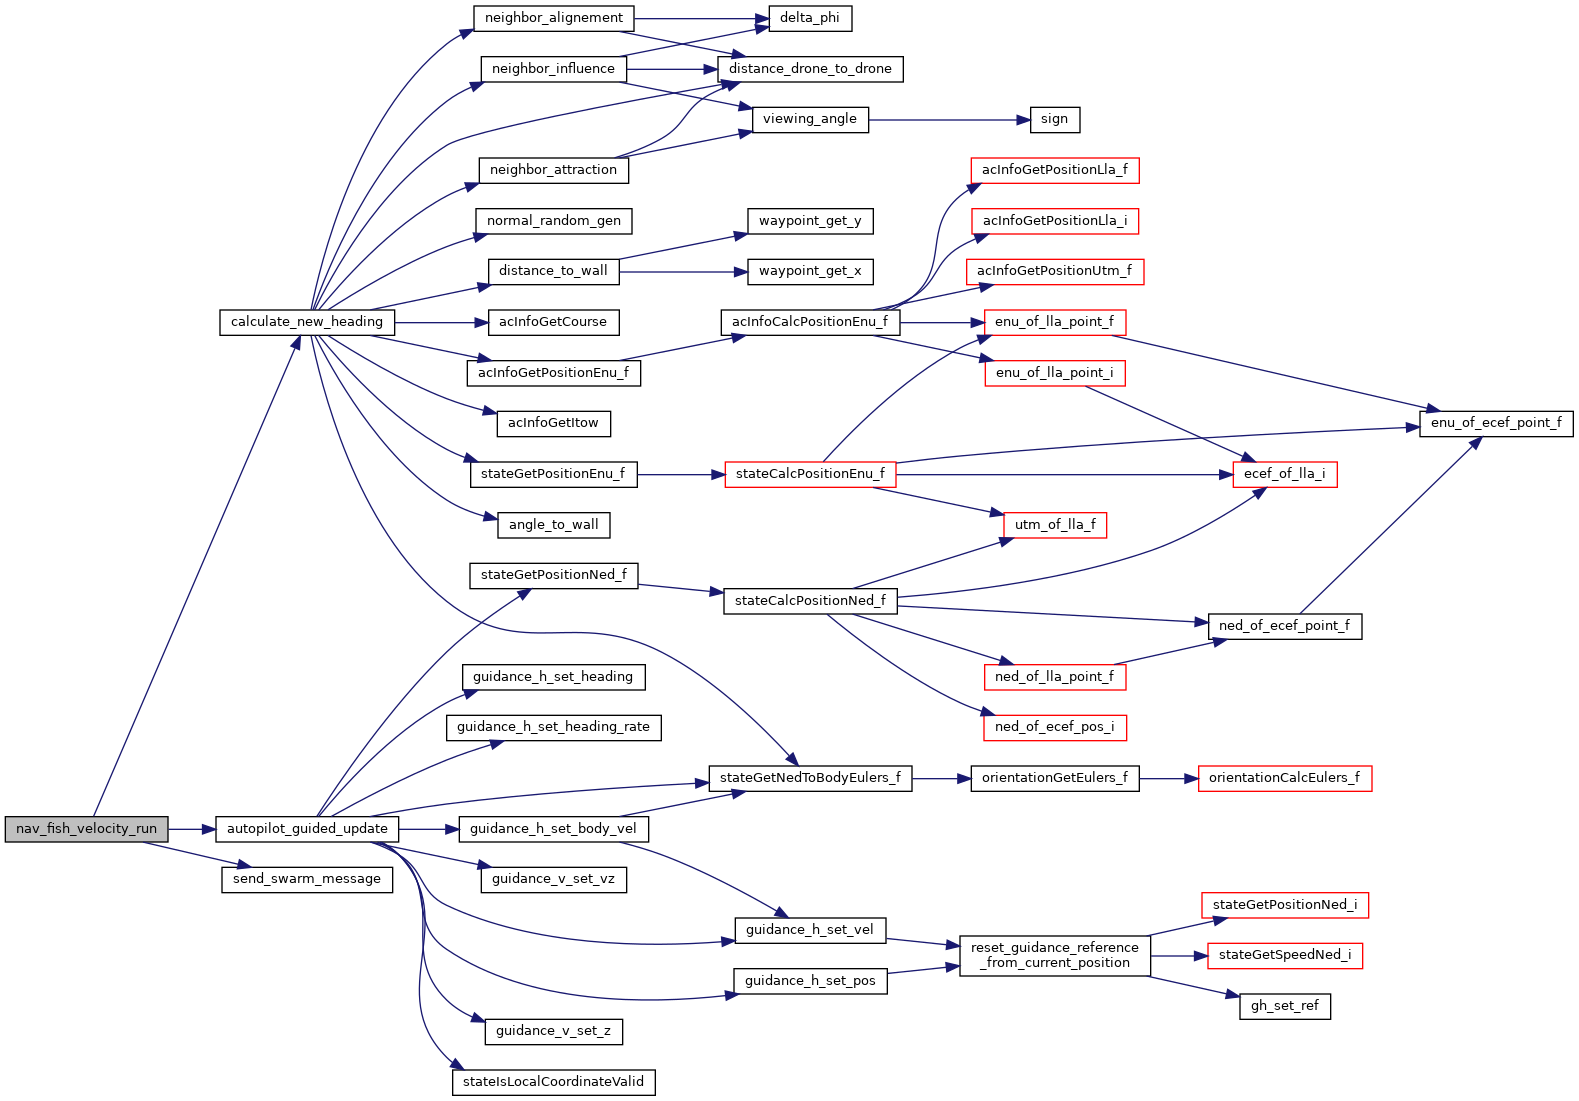 neighbor_alignement
delta_phi
neighbor_influence
distance_drone_to_drone
viewing_angle
sign
neighbor_attraction
acInfoGetPositionLla_f
normal_random_gen
waypoint_get_y
acInfoGetPositionLla_i
distance_to_wall
waypoint_get_x
acInfoGetPositionUtm_f
calculate_new_heading
acInfoGetCourse
acInfoCalcPositionEnu_f
enu_of_lla_point_f
acInfoGetPositionEnu_f
enu_of_lla_point_i
acInfoGetItow
enu_of_ecef_point_f
stateGetPositionEnu_f
stateCalcPositionEnu_f
ecef_of_lla_i
angle_to_wall
utm_of_lla_f
stateGetPositionNed_f
stateCalcPositionNed_f
ned_of_ecef_point_f
guidance_h_set_heading
ned_of_lla_point_f
guidance_h_set_heading_rate
ned_of_ecef_pos_i
stateGetNedToBodyEulers_f
orientationGetEulers_f
orientationCalcEulers_f
nav_fish_velocity_run
autopilot_guided_update
guidance_h_set_body_vel
send_swarm_message
guidance_v_set_vz
stateGetPositionNed_i
guidance_h_set_vel
reset_guidance_reference
_from_current_position
stateGetSpeedNed_i
guidance_h_set_pos
gh_set_ref
guidance_v_set_z
stateIsLocalCoordinateValid